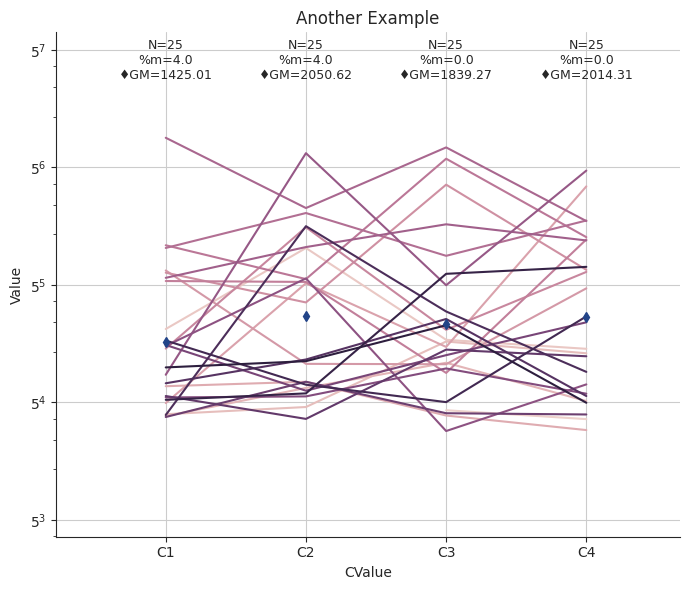 Another Example
N=25 N=25 N=25 N=25
%m=4.0 %m=4.0 %m=0.0 %m=0.0
♦GM=1425.01 ♦GM=2050.62 ♦GM=1839.27 ♦GM=2014.31
5⁷
5⁶
5⁵
5⁴
5³
Value
C1 C2 C3 C4
CValue